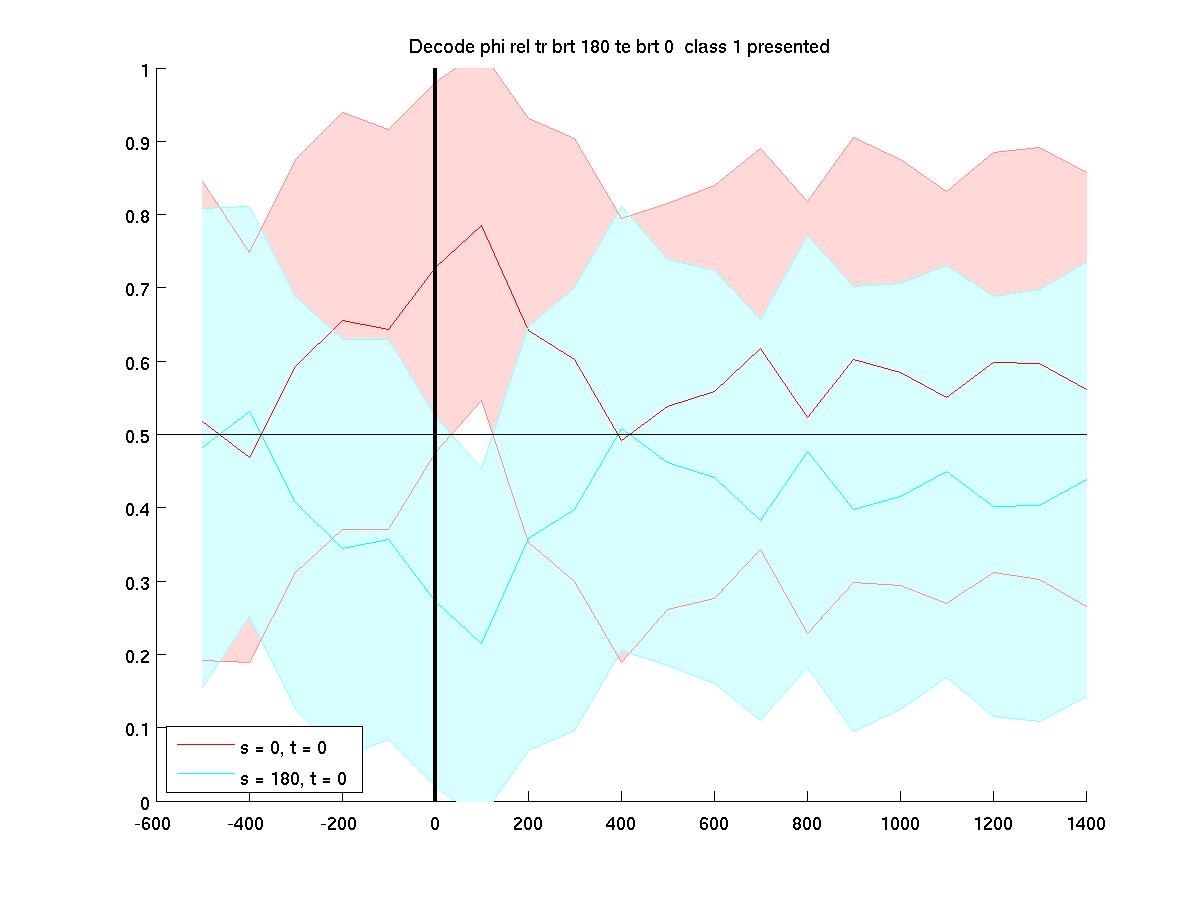 Decode phi rel tr brt 180 te brt 0  class 1 presented
1
0.9
0.8
0.7
0.6
0.5
0.4
0.3
0.2
0.1
0
s = 0, t = 0
s = 180, t = 0
-600 -400 -200 0 200 400 600 800 1000 1200 1400